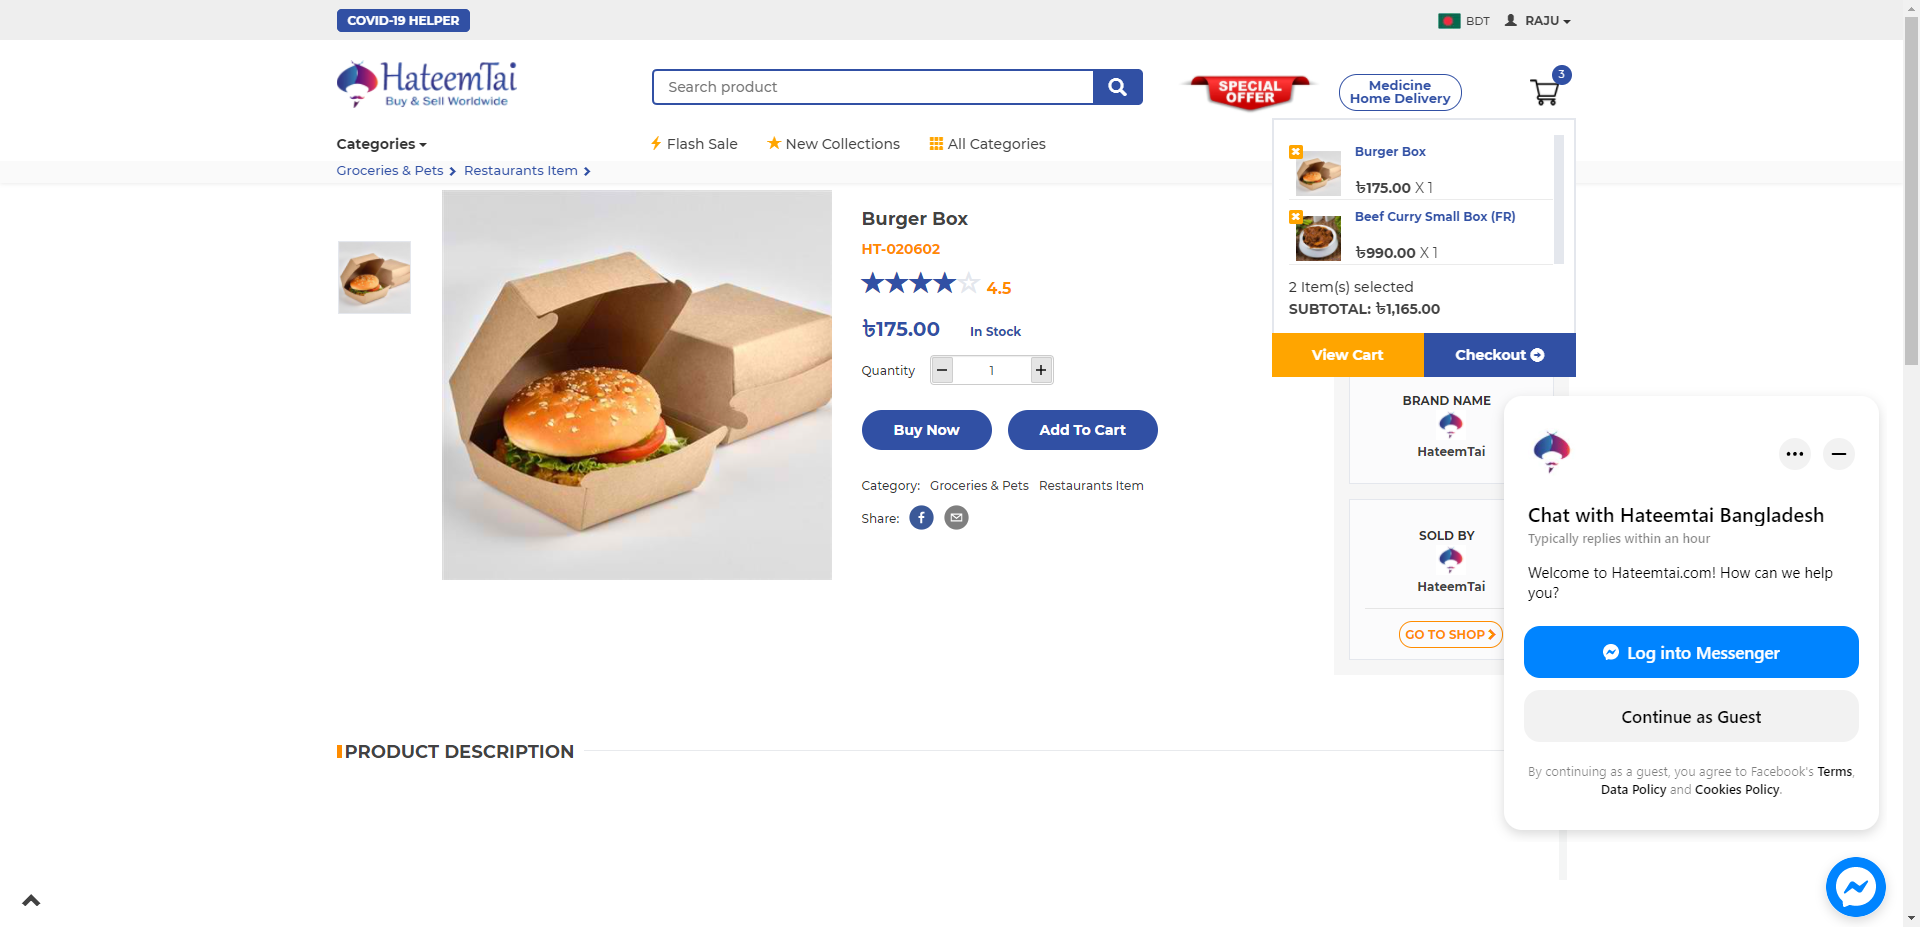 COVID-19 HELPER
BDT
RAJU
HateemTai
Buy & Sell Worldwide
Search product
SPECIAL
OFFER
Medicine
Home Delivery
3
Categories
Flash Sale
New Collections
All Categories
Groceries & Pets
Restaurants Item
Burger Box
৳175.00 X 1
Beef Curry Small Box (FR)
৳990.00 X 1
2 Item(s) selected
SUBTOTAL: ৳1,165.00
View Cart
Checkout
Burger Box
HT-020602
4.5
৳175.00
In Stock
Quantity
1
Buy Now
Add To Cart
Category: Groceries & Pets Restaurants Item
Share:
BRAND NAME
HateemTai
SOLD BY
HateemTai
GO TO SHOP
Chat with Hateemtai Bangladesh
Typically replies within an hour
Welcome to Hateemtai.com! How can we help
you?
Log into Messenger
Continue as Guest
By continuing as a guest, you agree to Facebook's Terms,
Data Policy and Cookies Policy.
PRODUCT DESCRIPTION